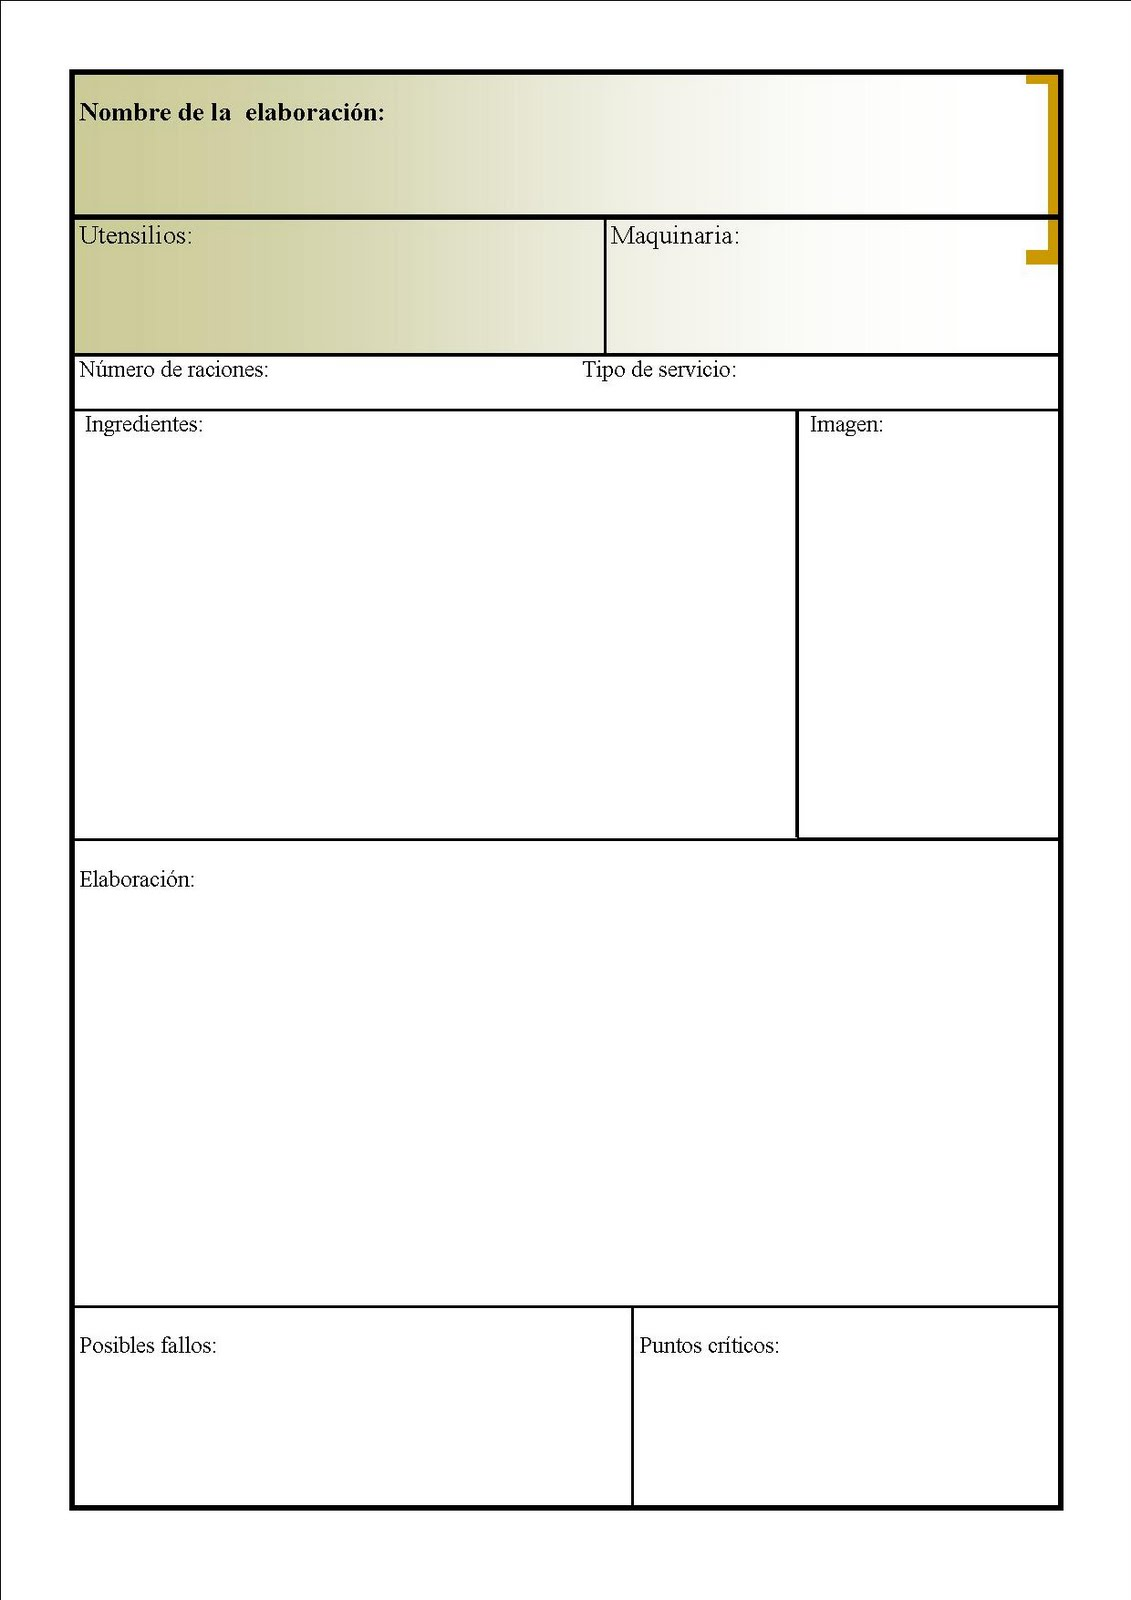 Nombre de la  elaboración:
Utensilios:
Maquinaria:
Número de raciones:
Tipo de servicio:
Ingredientes:
Imagen:
Elaboración:
Posibles fallos:
Puntos críticos: